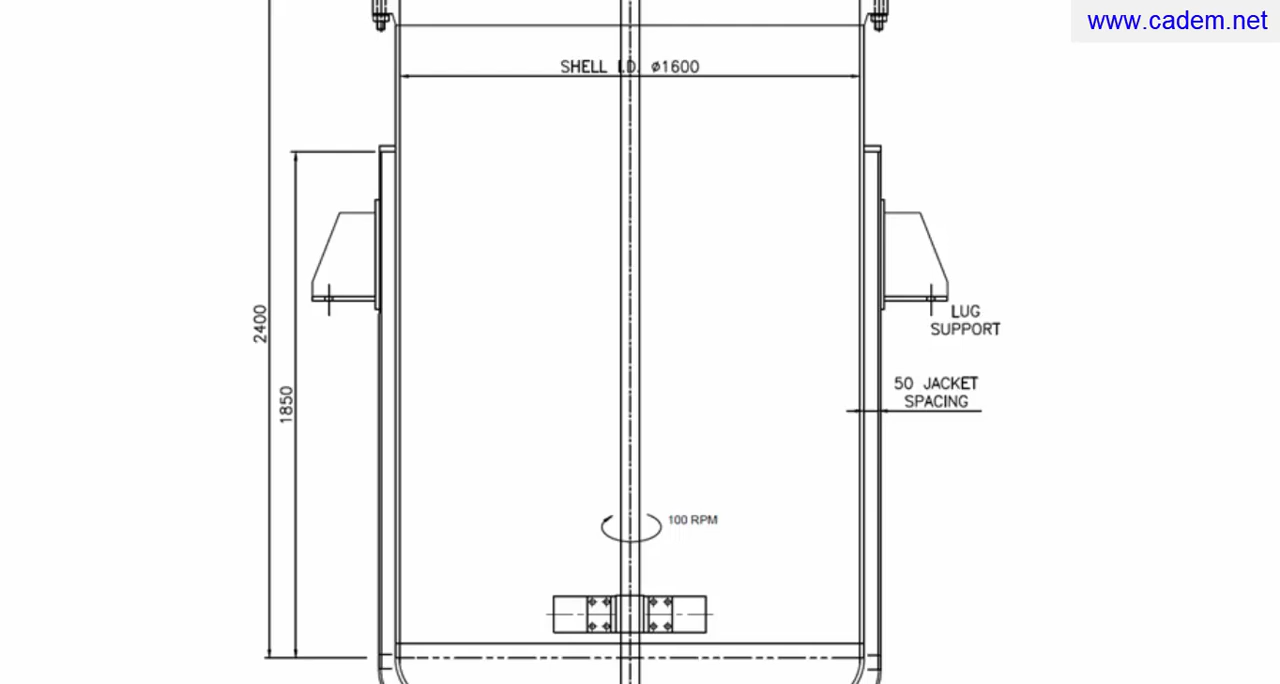 www.cadem.net
SHELL I.D. ø1600
2400
1850
LUG
SUPPORT
50 JACKET
SPACING
100 RPM